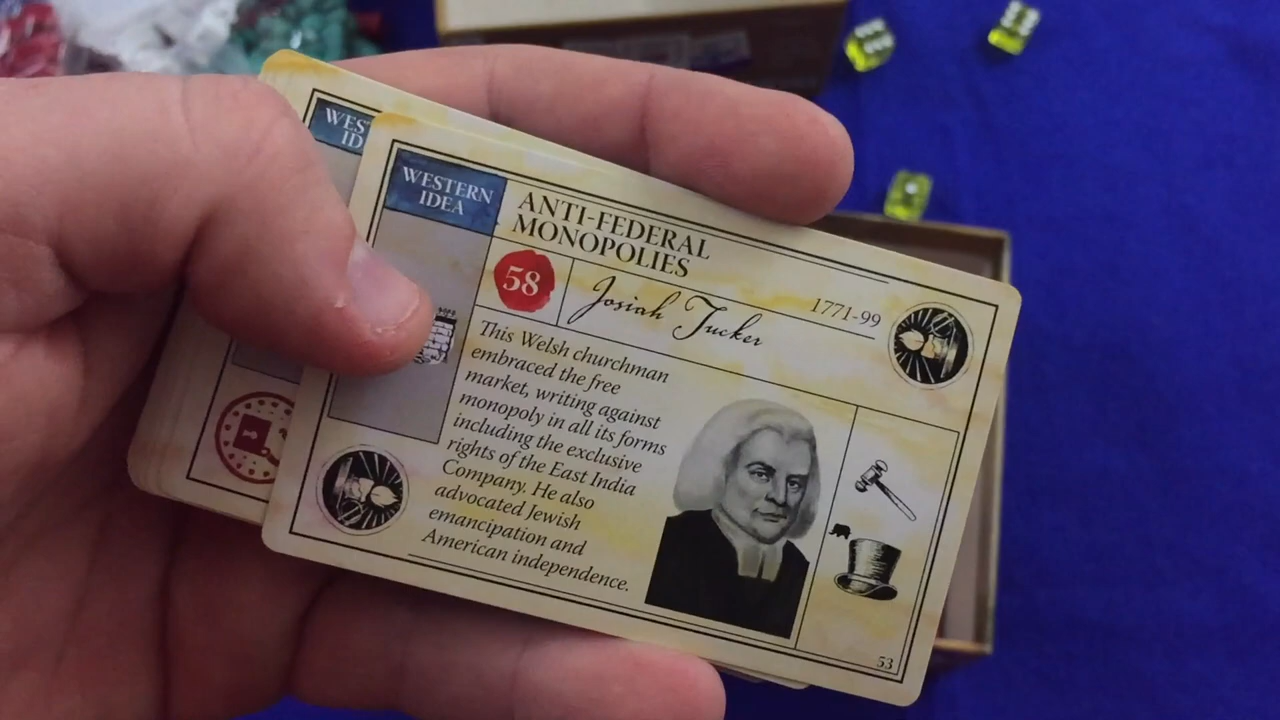 WES
ID
WESTERN
IDEA
ANTI-FEDERAL
MONOPOLIES
58
Josiah Tucker
1771-99
This Welsh churchman
embraced the free
market, writing against
monopoly in all its forms
including the exclusive
rights of the East India
Company. He also
advocated Jewish
emancipation and
American independence.
53